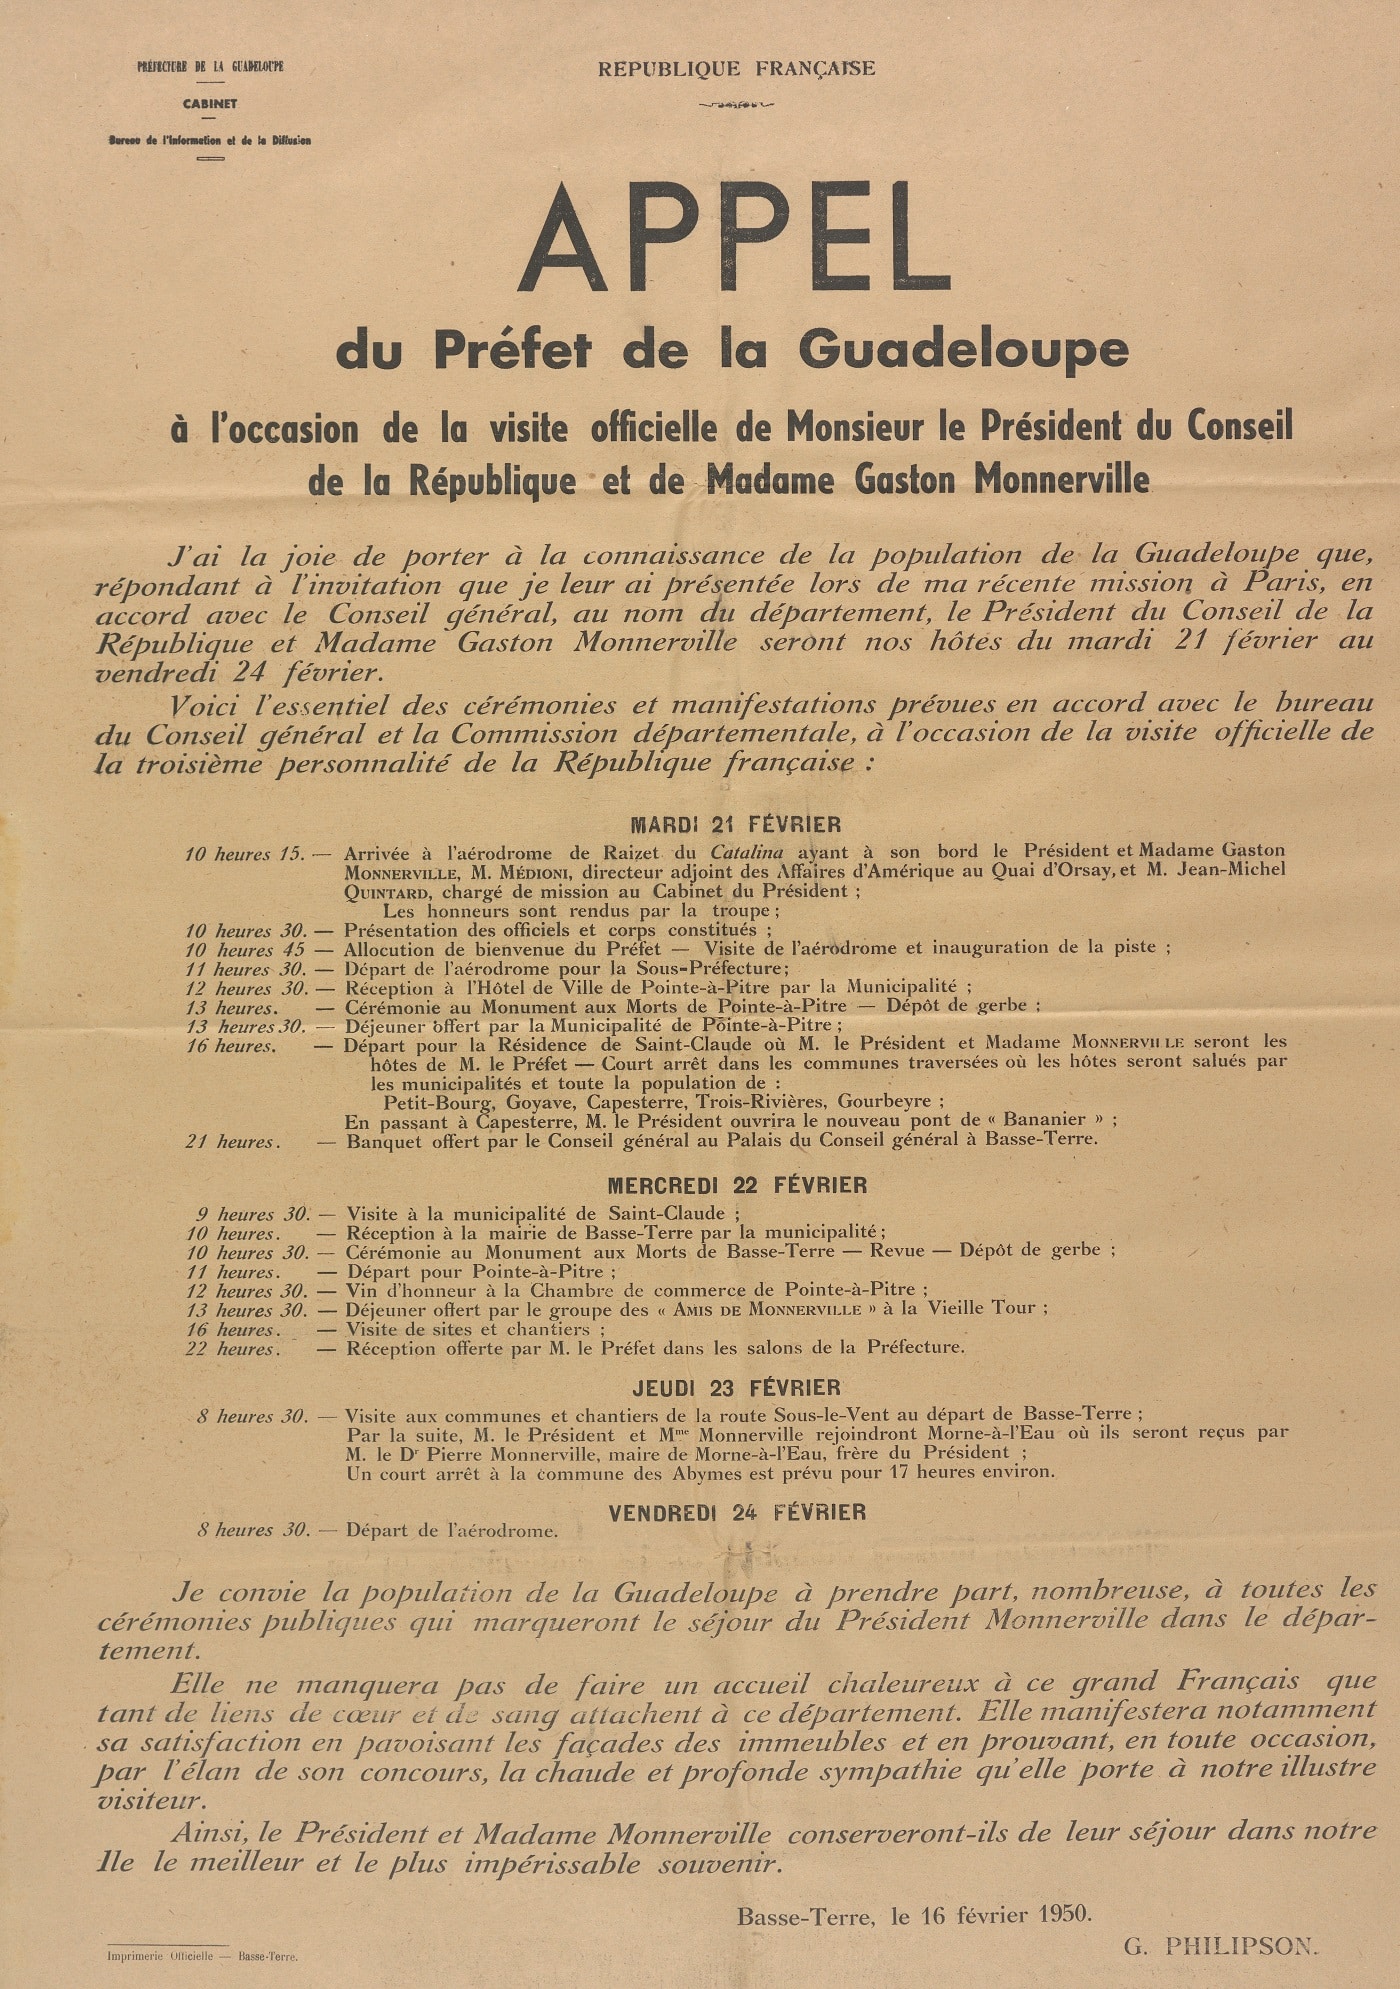 PRÉFECTURE DE LA GUADELOUPE
CABINET
Bureau de l'Information et de la Diffusion
RÉPUBLIQUE FRANÇAISE
APPEL
du Préfet de la Guadeloupe
à l'occasion de la visite officielle de Monsieur le Président du Conseil
de la République et de Madame Gaston Monnerville
J'ai la joie de porter à la connaissance de la population de la Guadeloupe que,
répondant à l'invitation que je leur ai présentée lors de ma récente mission à Paris, en
accord avec le Conseil général, au nom du département, le Président du Conseil de la
République et Madame Gaston Monnerville seront nos hôtes du mardi 21 février au
vendredi 24 février.
Voici l'essentiel des cérémonies et manifestations prévues en accord avec le bureau
du Conseil général et la Commission départementale, à l'occasion de la visite officielle de
la troisième personnalité de la République française :
MARDI 21 FÉVRIER
10 heures 15. — Arrivée à l'aérodrome de Raizet du Catalina ayant à son bord le Président et Madame Gaston
MONNERVILLE, M. MÉDIONI, directeur adjoint des Affaires d'Amérique au Quai d'Orsay, et M. Jean-Michel
QUINTARD, chargé de mission au Cabinet du Président ;
Les honneurs sont rendus par la troupe ;
10 heures 30. — Présentation des officiels et corps constitués ;
10 heures 45 — Allocution de bienvenue du Préfet — Visite de l'aérodrome et inauguration de la piste ;
11 heures 30. — Départ de l'aérodrome pour la Sous-Préfecture;
12 heures 30. — Réception à l'Hôtel de Ville de Pointe-à-Pitre par la Municipalité ;
13 heures. — Cérémonie au Monument aux Morts de Pointe-à-Pitre — Dépôt de gerbe ;
13 heures 30. — Déjeuner offert par la Municipalité de Pointe-à-Pitre ;
16 heures. — Départ pour la Résidence de Saint-Claude où M. le Président et Madame MONNERVILLE seront les
hôtes de M. le Préfet — Court arrêt dans les communes traversées où les hôtes seront salués par
les municipalités et toute la population de :
Petit-Bourg, Goyave, Capesterre, Trois-Rivières, Gourbeyre ;
En passant à Capesterre, M. le Président ouvrira le nouveau pont de « Bananier » ;
21 heures. — Banquet offert par le Conseil général au Palais du Conseil général à Basse-Terre.
MERCREDI 22 FÉVRIER
9 heures 30. — Visite à la municipalité de Saint-Claude ;
10 heures. — Réception à la mairie de Basse-Terre par la municipalité ;
10 heures 30. — Cérémonie au Monument aux Morts de Basse-Terre — Revue — Dépôt de gerbe ;
11 heures. — Départ pour Pointe-à-Pitre ;
12 heures 30. — Vin d'honneur à la Chambre de commerce de Pointe-à-Pitre ;
13 heures 30. — Déjeuner offert par le groupe des « AMIS DE MONNERVILLE » à la Vieille Tour ;
16 heures. — Visite de sites et chantiers ;
22 heures. — Réception offerte par M. le Préfet dans les salons de la Préfecture.
JEUDI 23 FÉVRIER
8 heures 30. — Visite aux communes et chantiers de la route Sous-le-Vent au départ de Basse-Terre ;
Par la suite, M. le Président et Mme Monnerville rejoindront Morne-à-l'Eau où ils seront reçus par
M. le Dr Pierre Monnerville, maire de Morne-à-l'Eau, frère du Président ;
Un court arrêt à la commune des Abymes est prévu pour 17 heures environ.
VENDREDI 24 FÉVRIER
8 heures 30. — Départ de l'aérodrome.
Je convie la population de la Guadeloupe à prendre part, nombreuse, à toutes les
cérémonies publiques qui marqueront le séjour du Président Monnerville dans le dépar-
tement.
Elle ne manquera pas de faire un accueil chaleureux à ce grand Français que
tant de liens de cœur et de sang attachent à ce département. Elle manifestera notamment
sa satisfaction en pavoisant les façades des immeubles et en prouvant, en toute occasion,
par l'élan de son concours, la chaude et profonde sympathie qu'elle porte à notre illustre
visiteur.
Ainsi, le Président et Madame Monnerville conserveront-ils de leur séjour dans notre
Ile le meilleur et le plus impérissable souvenir.
Basse-Terre, le 16 février 1950.
G. PHILIPSON.
Imprimerie Officielle — Basse-Terre.